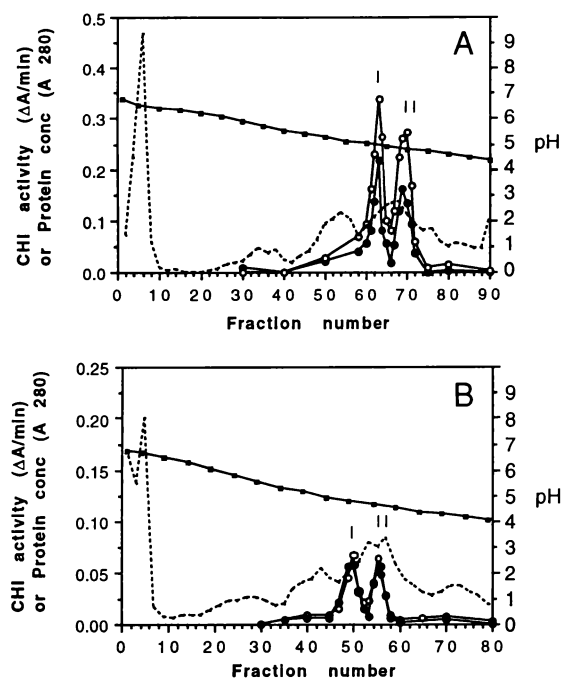 A
CHI activity (ΔA/min)
or Protein conc (A 280)
0.5
0.4
0.3
0.2
0.1
0.0
I
II
9
8
7
6
5
4
3
2
1
0
pH
0 10 20 30 40 50 60 70 80 90
Fraction number
B
CHI activity (ΔA/min)
or Protein conc (A 280)
0.25
0.20
0.15
0.10
0.05
0.00
I
II
9
8
7
6
5
4
3
2
1
0
pH
0 10 20 30 40 50 60 70 80
Fraction number